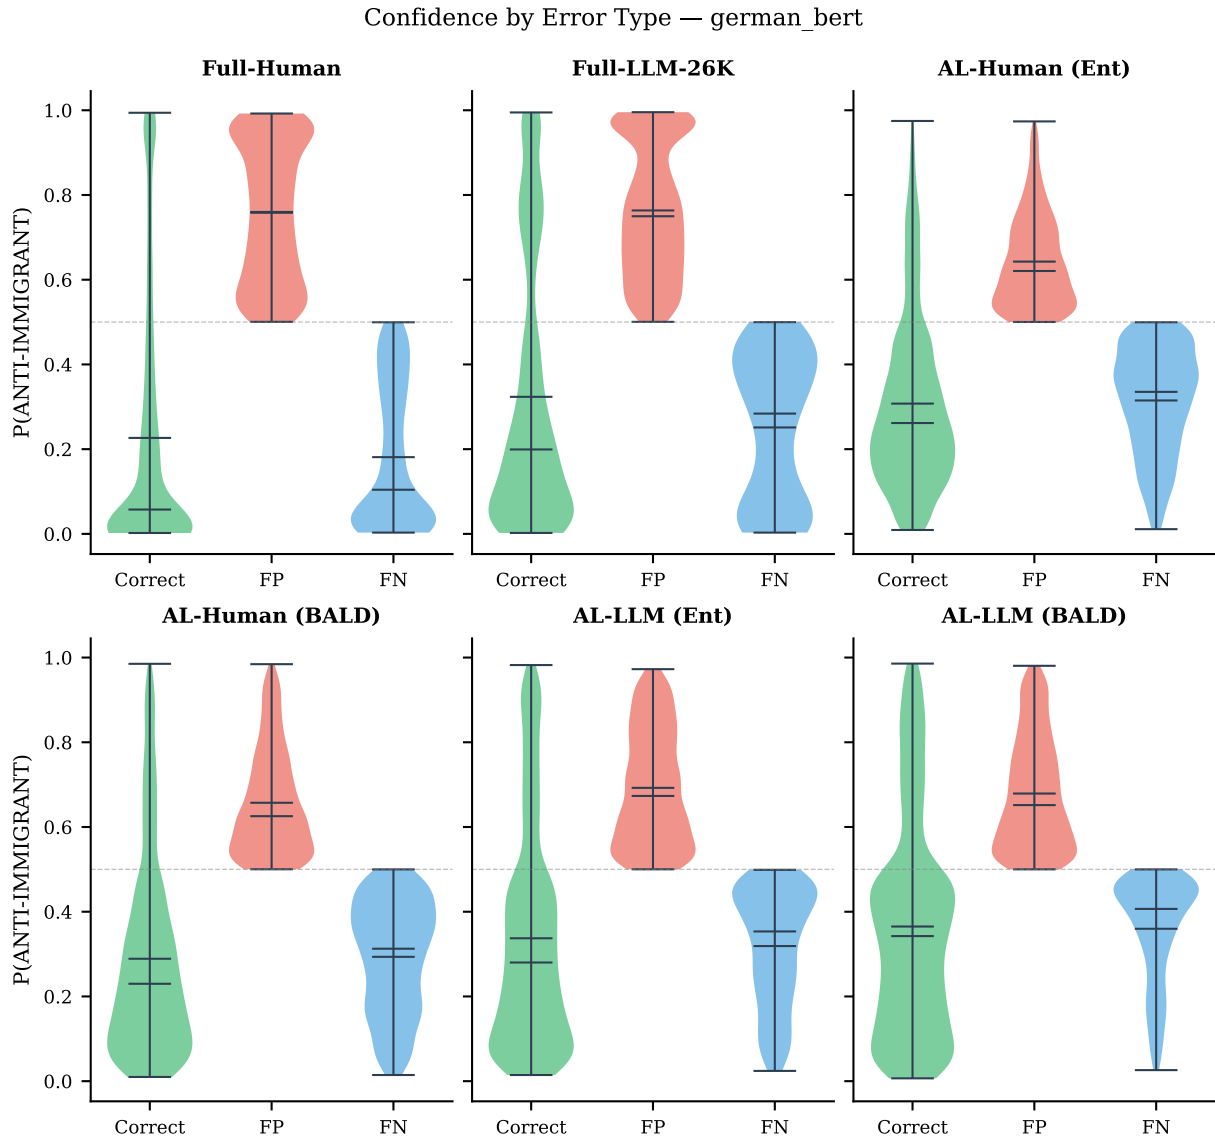 Confidence by Error Type — german_bert
Full-Human
Full-LLM-26K
AL-Human (Ent)
P(ANTI-IMMIGRANT)
1.0
0.8
0.6
0.4
0.2
0.0
Correct FP FN
Correct FP FN
Correct FP FN
AL-Human (BALD)
AL-LLM (Ent)
AL-LLM (BALD)
P(ANTI-IMMIGRANT)
1.0
0.8
0.6
0.4
0.2
0.0
Correct FP FN
Correct FP FN
Correct FP FN